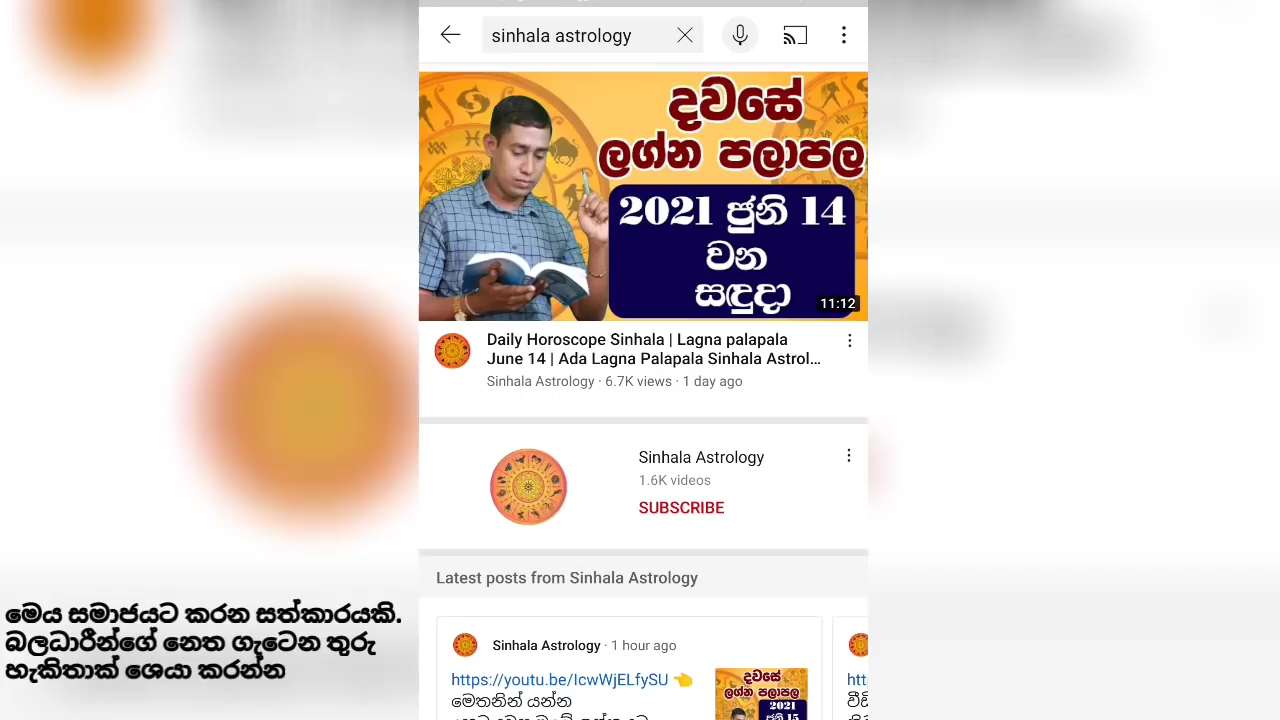 sinhala astrology
දවසේ
ලග්න පලාපල
2021 ජුනි 14
වන
සඳුදා
11:12
Daily Horoscope Sinhala | Lagna palapala
June 14 | Ada Lagna Palapala Sinhala Astrol...
Sinhala Astrology · 6.7K views · 1 day ago
Sinhala Astrology
1.6K videos
SUBSCRIBE
Latest posts from Sinhala Astrology
Sinhala Astrology · 1 hour ago
https://youtu.be/IcwWjELfySU 👈
මෙතනින් යන්න
දවසේ
ලග්න පලාපල
2021
මෙය සමාජයට කරන සත්කාරයකි.
බලධාරීන්ගේ නෙත ගැටෙන තුරු
හැකිතාක් ශෙයා කරන්න